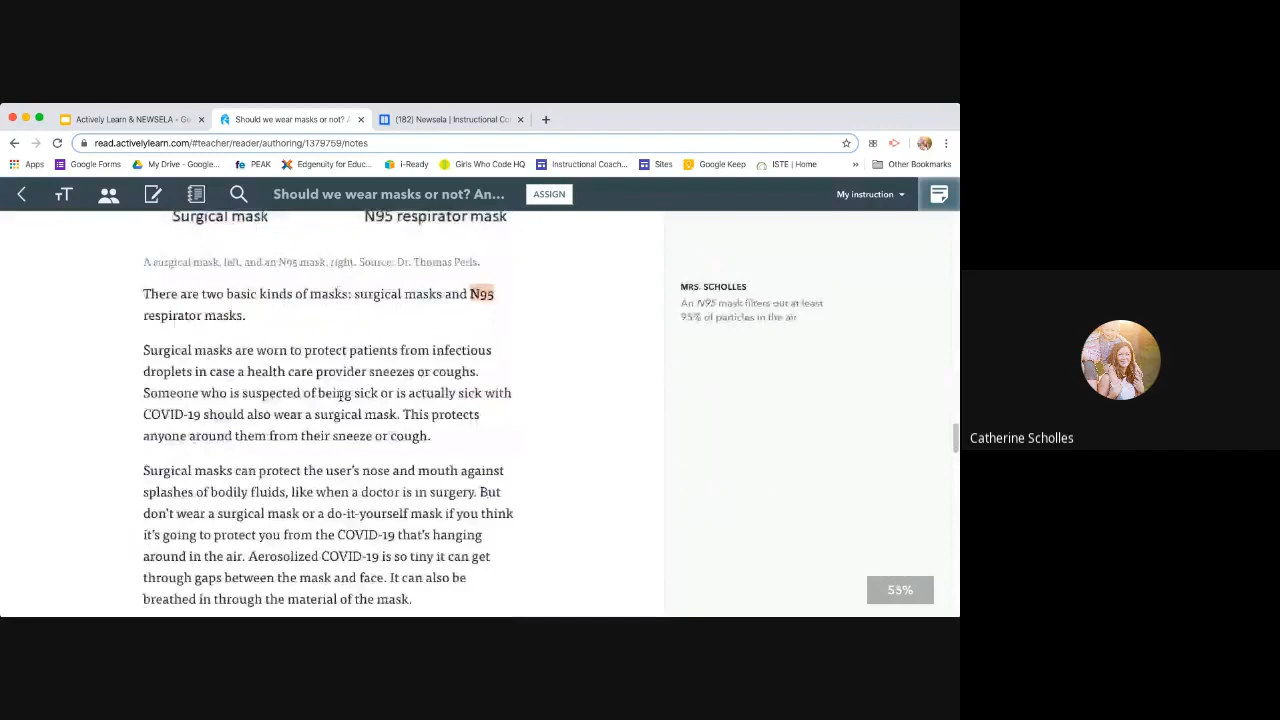 Actively Learn & NEWSELA - Go
Should we wear masks or not? A
(182) Newsela | Instructional Co
read.activelylearn.com/#teacher/reader/authoring/1379759/notes
Apps
Google Forms
My Drive - Google...
PEAK
Edgenuity for Educ...
i-Ready
Girls Who Code HQ
Instructional Coach...
Sites
Google Keep
ISTE | Home
»
Other Bookmarks
Should we wear masks or not? An...
ASSIGN
My instruction
Surgical mask
N95 respirator mask
A surgical mask, left, and an N95 mask, right. Source: Dr. Thomas Perls.
There are two basic kinds of masks: surgical masks and N95
respirator masks.
Surgical masks are worn to protect patients from infectious
droplets in case a health care provider sneezes or coughs.
Someone who is suspected of being sick or is actually sick with
COVID-19 should also wear a surgical mask. This protects
anyone around them from their sneeze or cough.
Surgical masks can protect the user's nose and mouth against
splashes of bodily fluids, like when a doctor is in surgery. But
don't wear a surgical mask or a do-it-yourself mask if you think
it's going to protect you from the COVID-19 that's hanging
around in the air. Aerosolized COVID-19 is so tiny it can get
through gaps between the mask and face. It can also be
breathed in through the material of the mask.
MRS. SCHOLLES
An N95 mask filters out at least
95% of particles in the air
Catherine Scholles